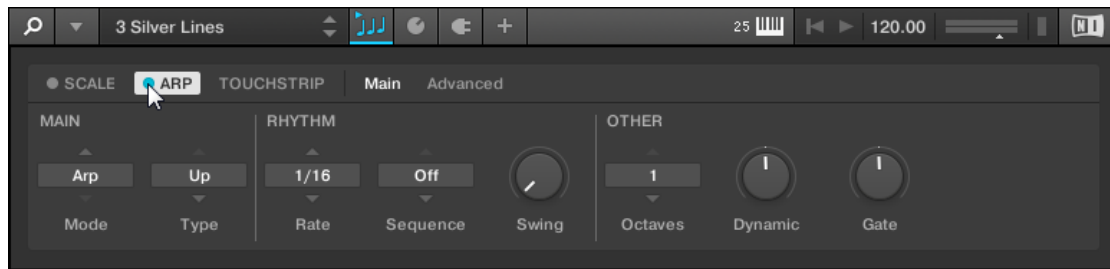 3 Silver Lines 25 120.00 NI
SCALE ARP TOUCHSTRIP Main Advanced
MAIN RHYTHM OTHER
Arp Up 1/16 Off 1
Mode Type Rate Sequence Swing Octaves Dynamic Gate